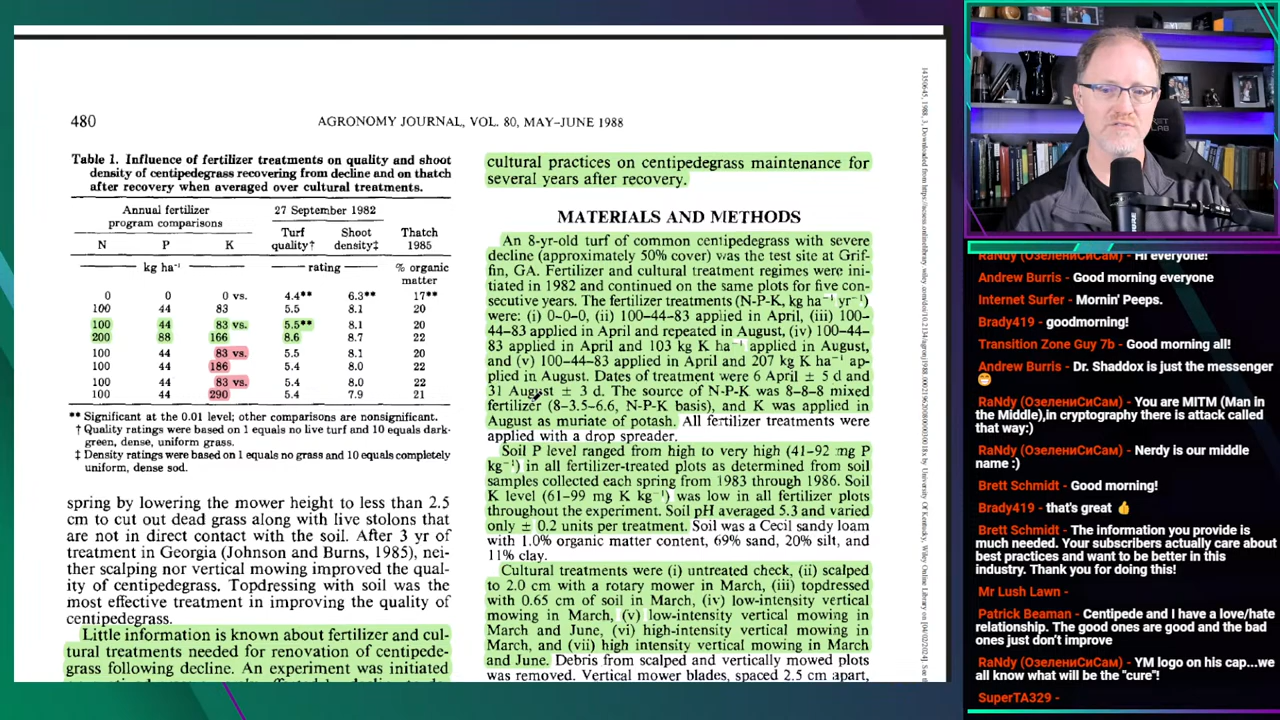 480
AGRONOMY JOURNAL, VOL. 80, MAY–JUNE 1988
Table 1. Influence of fertilizer treatments on quality and shoot
density of centipedegrass recovering from decline and on thatch
after recovery when averaged over cultural treatments.
Annual fertilizer
program comparisons
27 September 1982
Turf
quality†
Shoot
density‡
Thatch
1985
N P K
kg ha⁻¹
rating
% organic
matter
0 0 0 vs. 4.4** 6.3** 17**
100 44 83 5.5 8.1 20
100 44 83 vs. 5.5** 8.1 20
200 88 166 8.6 8.7 22
100 44 83 vs. 5.5 8.1 20
100 44 186 5.4 8.0 22
100 44 83 vs. 5.4 8.0 22
100 44 290 5.4 7.9 21
** Significant at the 0.01 level; other comparisons are nonsignificant.
† Quality ratings were based on 1 equals no live turf and 10 equals dark-
green, dense, uniform grass.
‡ Density ratings were based on 1 equals no grass and 10 equals completely
uniform, dense sod.
spring by lowering the mower height to less than 2.5
cm to cut out dead grass along with live stolons that
are not in direct contact with the soil. After 3 yr of
treatment in Georgia (Johnson and Burns, 1985), nei-
ther scalping nor vertical mowing improved the qual-
ity of centipedegrass. Topdressing with soil was the
most effective treatment in improving the quality of
centipedegrass.
Little information is known about fertilizer and cul-
tural treatments needed for renovation of centipede-
grass following decline. An experiment was initiated
cultural practices on centipedegrass maintenance for
several years after recovery.
MATERIALS AND METHODS
An 8-yr-old turf of common centipedegrass with severe
decline (approximately 50% cover) was the test site at Grif-
fin, GA. Fertilizer and cultural treatment regimes were ini-
tiated in 1982 and continued on the same plots for five con-
secutive years. The fertilizer treatments (N-P-K, kg ha⁻¹ y⁻¹)
were: (i) 0-0-0, (ii) 100-44-83 applied in April, (iii) 100-
44-83 applied in April and repeated in August, (iv) 100-44-
83 applied in April and 103 kg K ha⁻¹ applied in August,
and (v) 100-44-83 applied in April and 207 kg K ha⁻¹ ap-
plied in August. Dates of treatment were 6 April ± 5 d and
31 August ± 3 d. The source of N-P-K was 8–8–8 mixed
fertilizer (8–3.5–6.6, N-P-K basis), and K was applied in
August as muriate of potash. All fertilizer treatments were
applied with a drop spreader.
Soil P level ranged from high to very high (41–92 mg P
kg⁻¹) in all fertilizer-treated plots as determined from soil
samples collected each spring from 1983 through 1986. Soil
K level (61–99 mg K kg⁻¹) was low in all fertilizer plots
throughout the experiment. Soil pH averaged 5.3 and varied
only ± 0.2 units per treatment. Soil was a Cecil sandy loam
with 1.0% organic matter content, 69% sand, 20% silt, and
11% clay.
Cultural treatments were (i) untreated check, (ii) scalped
to 2.0 cm with a rotary mower in March, (iii) topdressed
with 0.65 cm of soil in March, (iv) low-intensity vertical
mowing in March, (v) low-intensity vertical mowing in
March and June, (vi) high-intensity vertical mowing in
March, and (vii) high intensity vertical mowing in March
and June. Debris from scalped and vertically mowed plots
was removed. Vertical mower blades, spaced 2.5 cm apart,
RaNdy (ОзелениСиСам) - Hi everyone!
Andrew Burris - Good morning everyone
Internet Surfer - Mornin' Peeps.
Brady419 - goodmorning!
Transition Zone Guy 7b - Good morning all!
Andrew Burris - Dr. Shaddox is just the messenger
😁
RaNdy (ОзелениСиСам) - You are MITM (Man in
the Middle),in cryptography there is attack called
that way:)
RaNdy (ОзелениСиСам) - Nerdy is our middle
name :)
Brett Schmidt - Good morning!
Brady419 - that's great 👍
Brett Schmidt - The information you provide is
much needed. Your subscribers actually care about
best practices and want to be better in this
industry. Thank you for doing this!
Mr Lush Lawn -
Patrick Beaman - Centipede and I have a love/hate
relationship. The good ones are good and the bad
ones just don't improve
RaNdy (ОзелениСиСам) - YM logo on his cap...we
all know what will be the "cure"!
SuperTA329 -